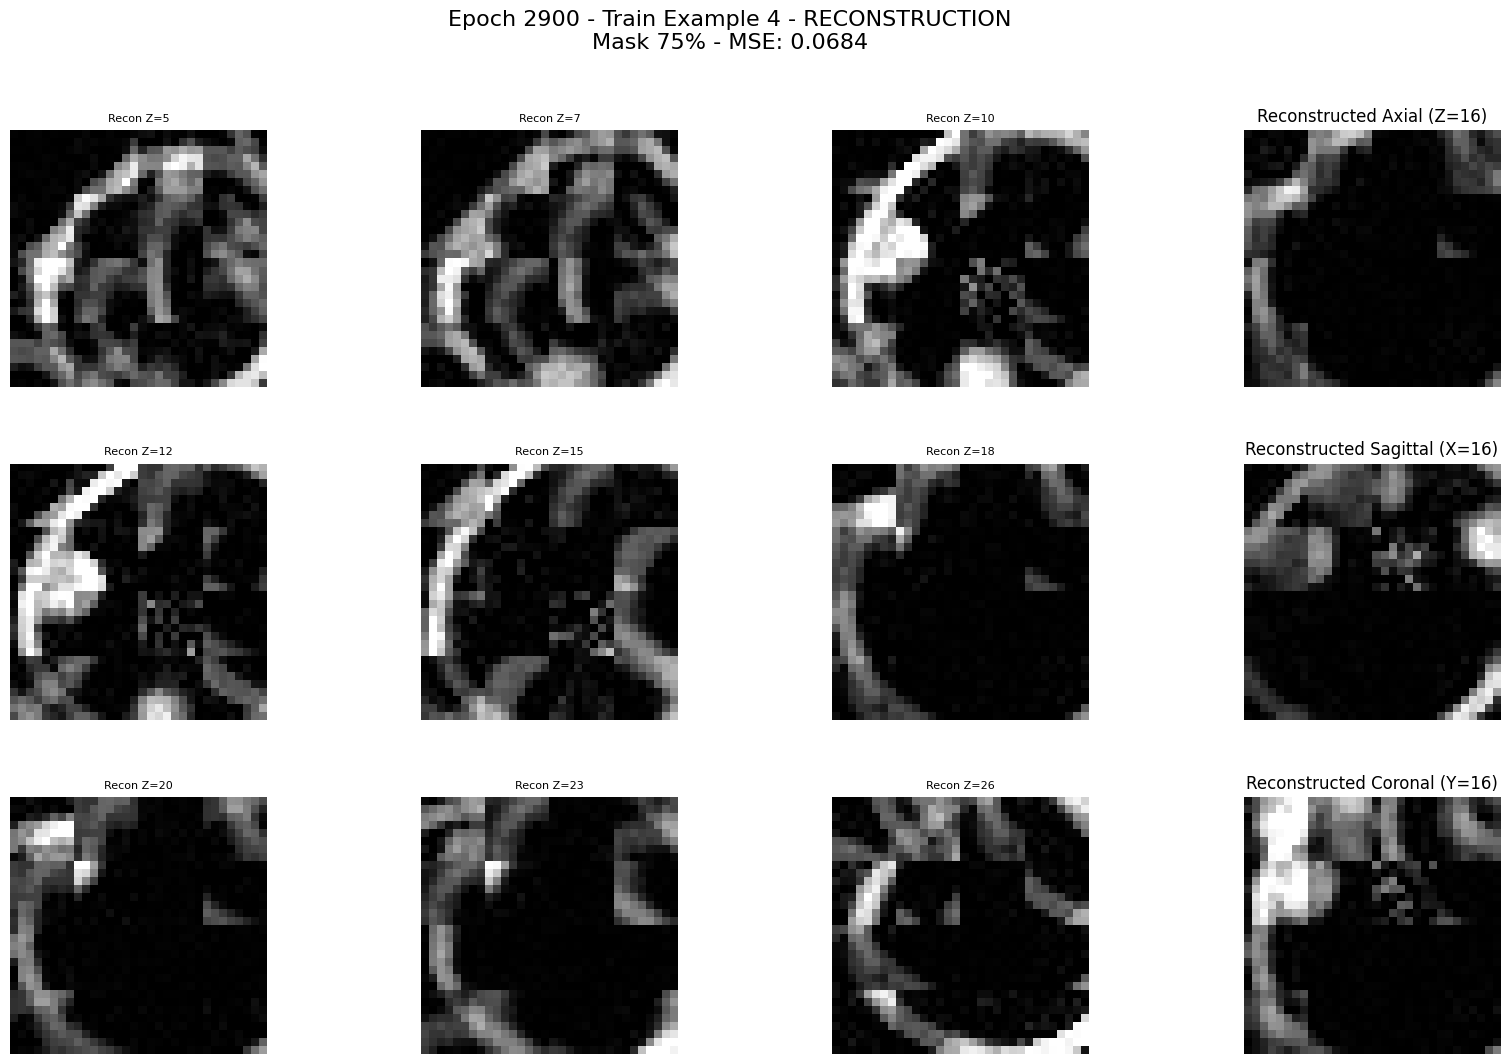 Epoch 2900 - Train Example 4 - RECONSTRUCTION
Mask 75% - MSE: 0.0684
Recon Z=5
Recon Z=7
Recon Z=10
Reconstructed Axial (Z=16)
Recon Z=12
Recon Z=15
Recon Z=18
Reconstructed Sagittal (X=16)
Recon Z=20
Recon Z=23
Recon Z=26
Reconstructed Coronal (Y=16)